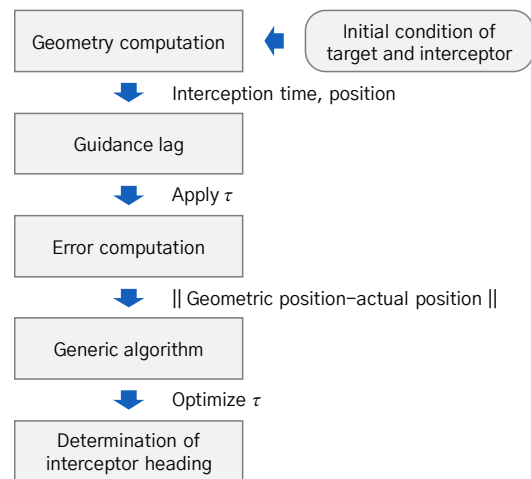 Geometry computation
Initial condition of
target and interceptor
Interception time, position
Guidance lag
Apply τ
Error computation
|| Geometric position–actual position ||
Generic algorithm
Optimize τ
Determination of
interceptor heading